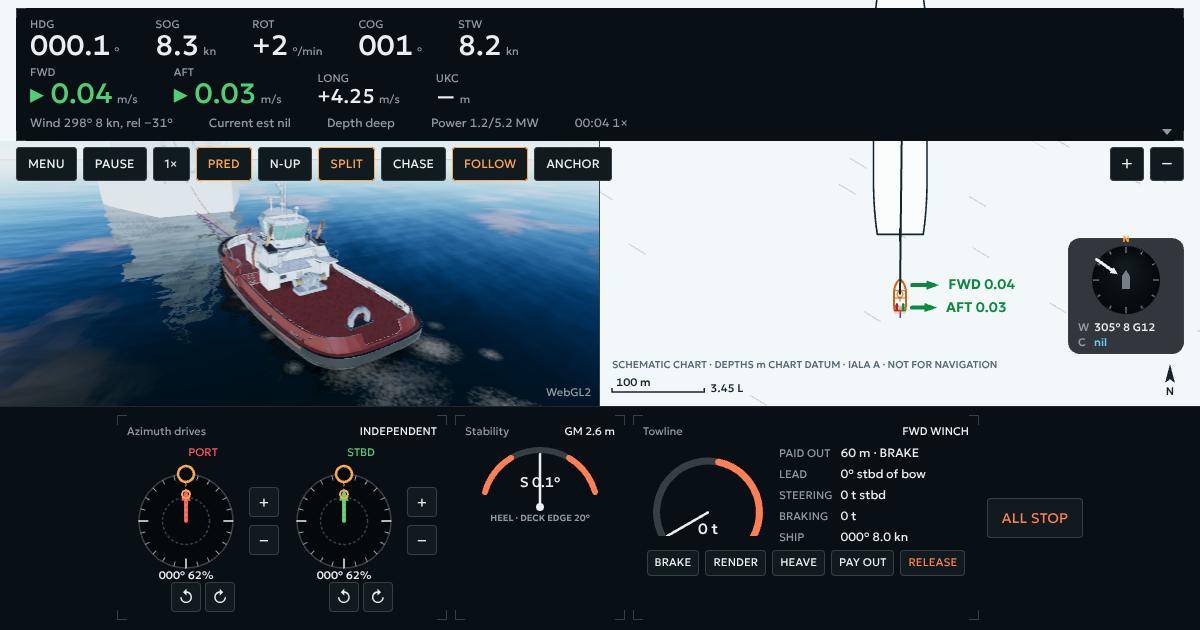 HDG SOG ROT COG STW
000.1 ° 8.3 kn +2 °/min 001 ° 8.2 kn
FWD AFT LONG UKC
▶ 0.04 m/s ▶ 0.03 m/s +4.25 m/s — m
Wind 298° 8 kn, rel −31° Current est nil Depth deep Power 1.2/5.2 MW 00:04 1×
MENU PAUSE 1× PRED N-UP SPLIT CHASE FOLLOW ANCHOR + −
N
FWD 0.04
AFT 0.03
W 305° 8 G12
C nil
SCHEMATIC CHART · DEPTHS m CHART DATUM · IALA A · NOT FOR NAVIGATION
100 m 3.45 L
N
WebGL2
Azimuth drives INDEPENDENT
PORT STBD
+ +
− −
000° 62% 000° 62%
Stability GM 2.6 m
S 0.1°
HEEL · DECK EDGE 20°
Towline FWD WINCH
PAID OUT 60 m · BRAKE
LEAD 0° stbd of bow
STEERING 0 t stbd
BRAKING 0 t
SHIP 000° 8.0 kn
0 t
BRAKE RENDER HEAVE PAY OUT RELEASE
ALL STOP